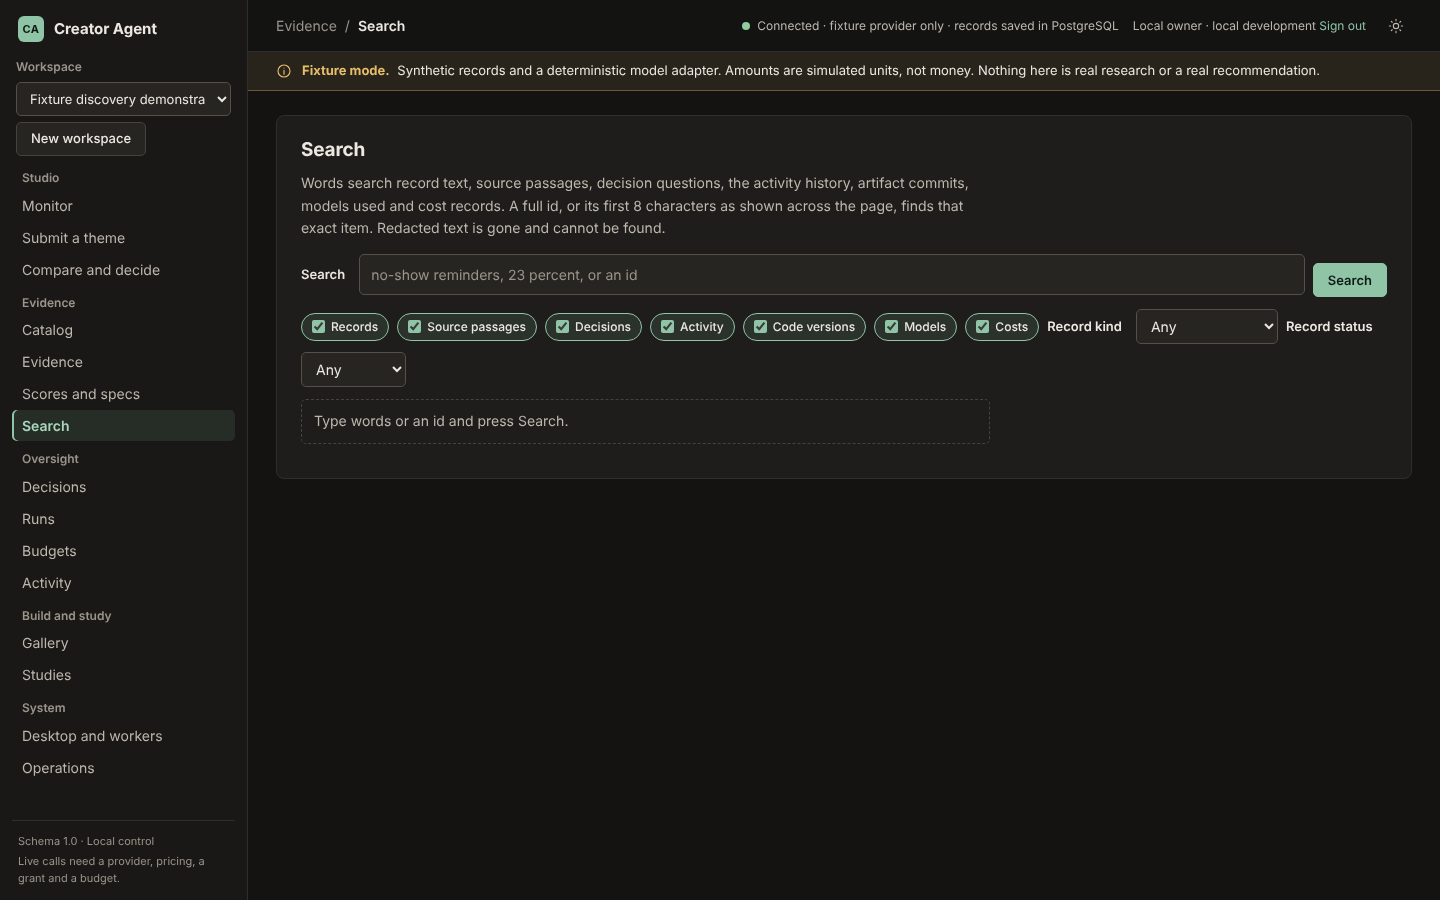 CA Creator Agent
Workspace
Fixture discovery demonstra
New workspace
Studio
Monitor
Submit a theme
Compare and decide
Evidence
Catalog
Evidence
Scores and specs
Search
Oversight
Decisions
Runs
Budgets
Activity
Build and study
Gallery
Studies
System
Desktop and workers
Operations
Schema 1.0 · Local control
Live calls need a provider, pricing, a
grant and a budget.
Evidence / Search
Connected · fixture provider only · records saved in PostgreSQL Local owner · local development Sign out
Fixture mode. Synthetic records and a deterministic model adapter. Amounts are simulated units, not money. Nothing here is real research or a real recommendation.
Search
Words search record text, source passages, decision questions, the activity history, artifact commits,
models used and cost records. A full id, or its first 8 characters as shown across the page, finds that
exact item. Redacted text is gone and cannot be found.
Search no-show reminders, 23 percent, or an id Search
Records Source passages Decisions Activity Code versions Models Costs Record kind Any Record status
Any
Type words or an id and press Search.